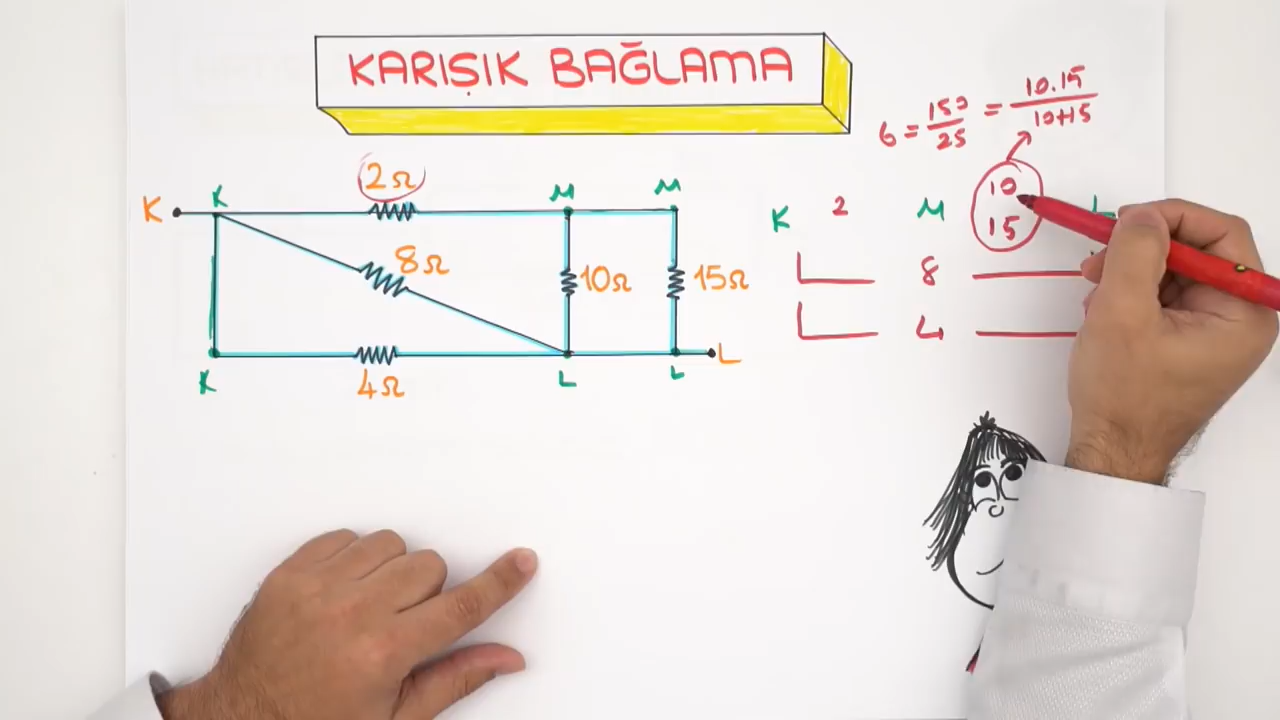 KARIŞIK BAĞLAMA
6 = 150/25 = 10.15/10+15
K K 2Ω M M
8Ω
10Ω 15Ω
K 4Ω L L L
K 2 M 10 L
15
8
4